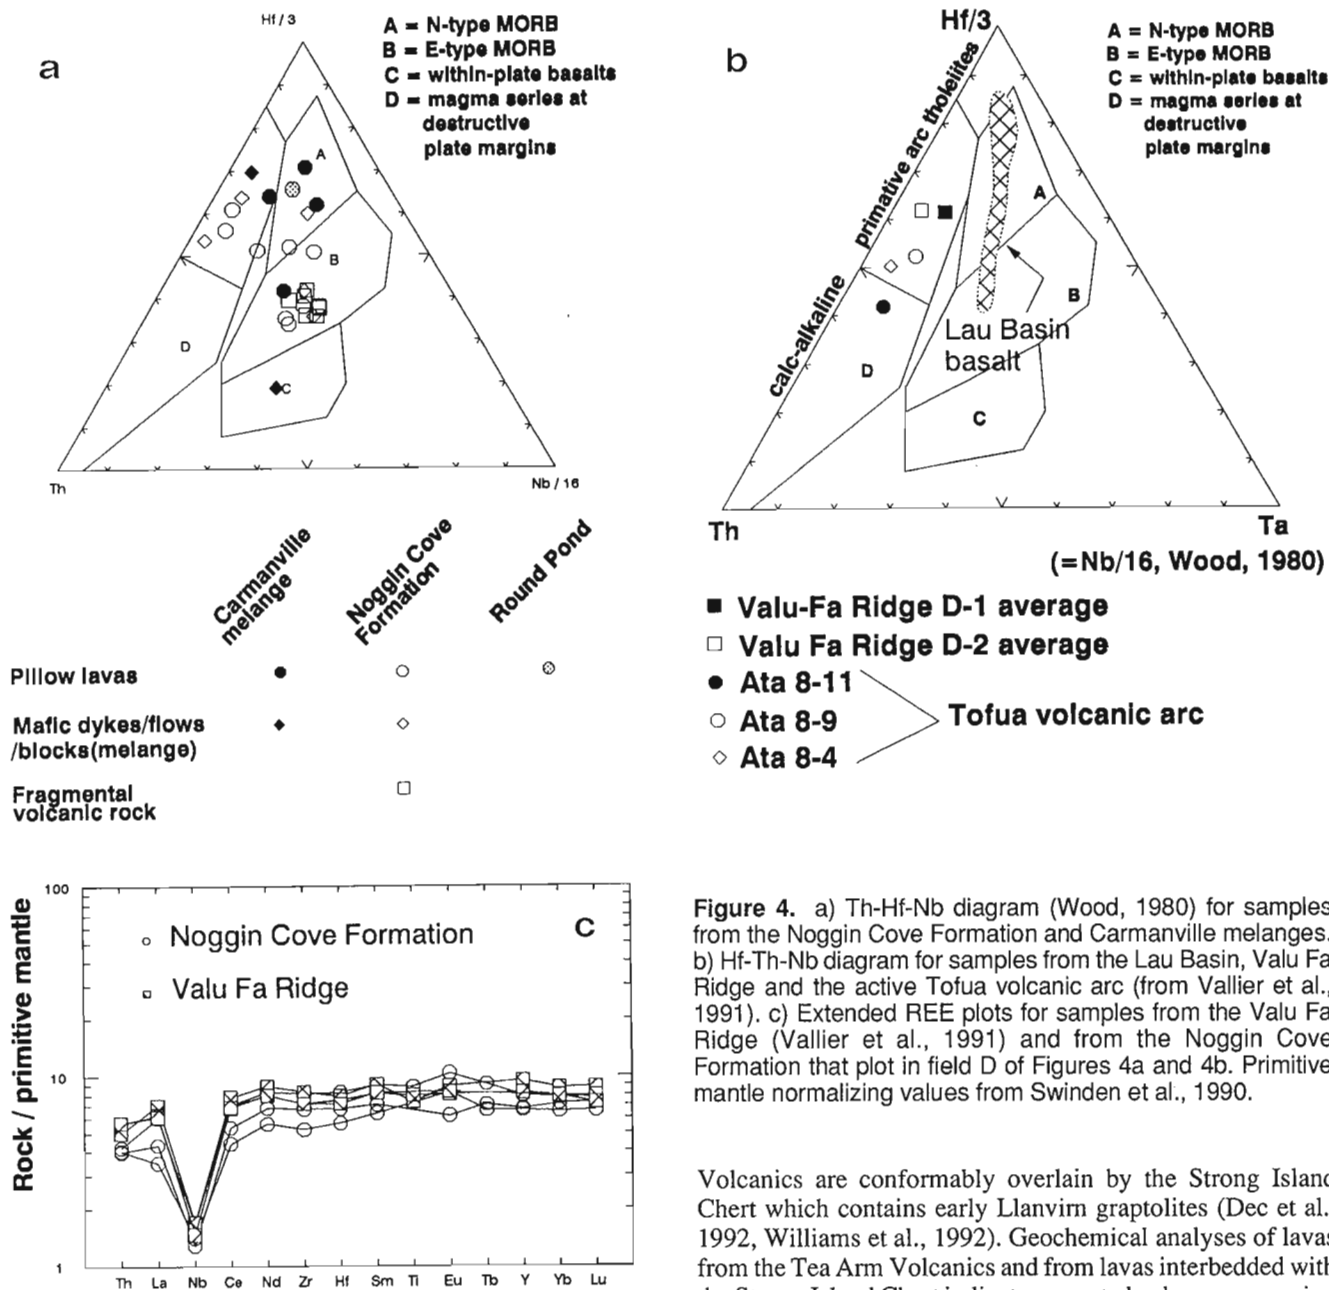 a
Hf / 3
A = N-type MORB
B = E-type MORB
C = within-plate basalts
D = magma series at
destructive
plate margins
A
B
D
C
Th
Nb / 16
b
Hf/3
A = N-type MORB
B = E-type MORB
C = within-plate basalts
D = magma series at
destructive
plate margins
primative arc tholeiites
calc-alkaline
A
B
Lau Basin
basalt
D
C
Th
Ta
(=Nb/16, Wood, 1980)
Carmanville
melange
Noggin Cove
Formation
Round Pond
Pillow lavas
Mafic dykes/flows
/blocks(melange)
Fragmental
volcanic rock
Valu-Fa Ridge D-1 average
Valu Fa Ridge D-2 average
Ata 8-11
Ata 8-9
Ata 8-4
Tofua volcanic arc
Rock / primitive mantle
100
10
1
Noggin Cove Formation
Valu Fa Ridge
C
Th La Nb Ce Nd Zr Hf Sm Ti Eu Tb Y Yb Lu
Figure 4. a) Th-Hf-Nb diagram (Wood, 1980) for samples
from the Noggin Cove Formation and Carmanville melanges.
b) Hf-Th-Nb diagram for samples from the Lau Basin, Valu Fa
Ridge and the active Tofua volcanic arc (from Vallier et al.,
1991). c) Extended REE plots for samples from the Valu Fa
Ridge (Vallier et al., 1991) and from the Noggin Cove
Formation that plot in field D of Figures 4a and 4b. Primitive
mantle normalizing values from Swinden et al., 1990.
Volcanics are conformably overlain by the Strong Island
Chert which contains early Llanvirn graptolites (Dec et al.
1992, Williams et al., 1992). Geochemical analyses of lavas
from the Tea Arm Volcanics and from lavas interbedded with